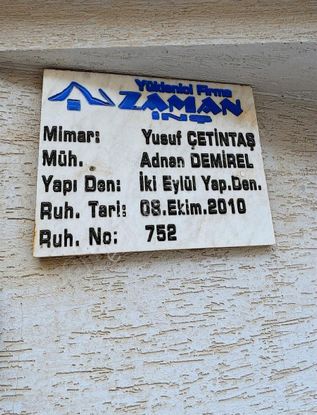 Yüklenici Firma
ZAMAN
İNŞ
Mimar: Yusuf ÇETİNTAŞ
Müh. Adnan DEMİREL
Yapı Den: İki Eylül Yap.Den.
Ruh. Tari: 08.Ekim.2010
Ruh. No: 752